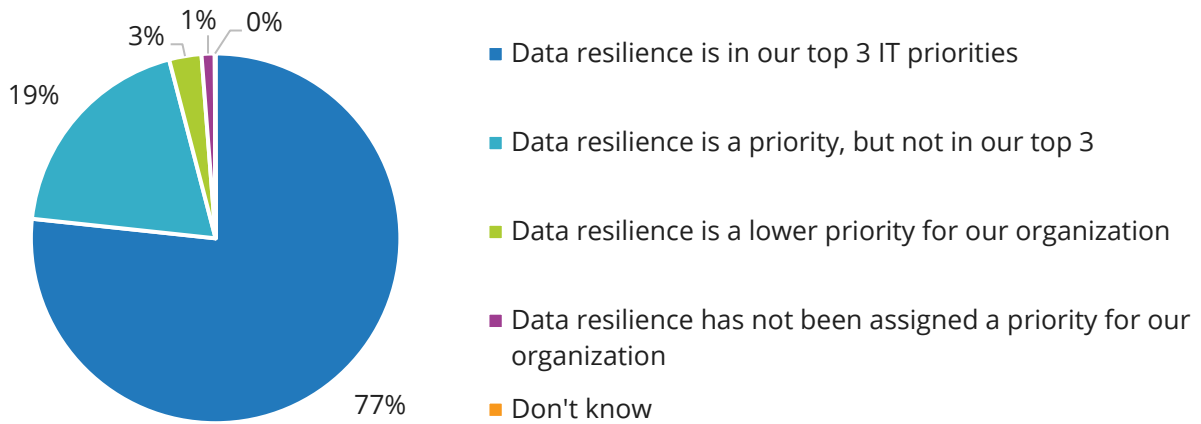 1%
0%
3%
Data resilience is in our top 3 IT priorities
19%
Data resilience is a priority, but not in our top 3
Data resilience is a lower priority for our organization
Data resilience has not been assigned a priority for our
organization
77%
Don't know